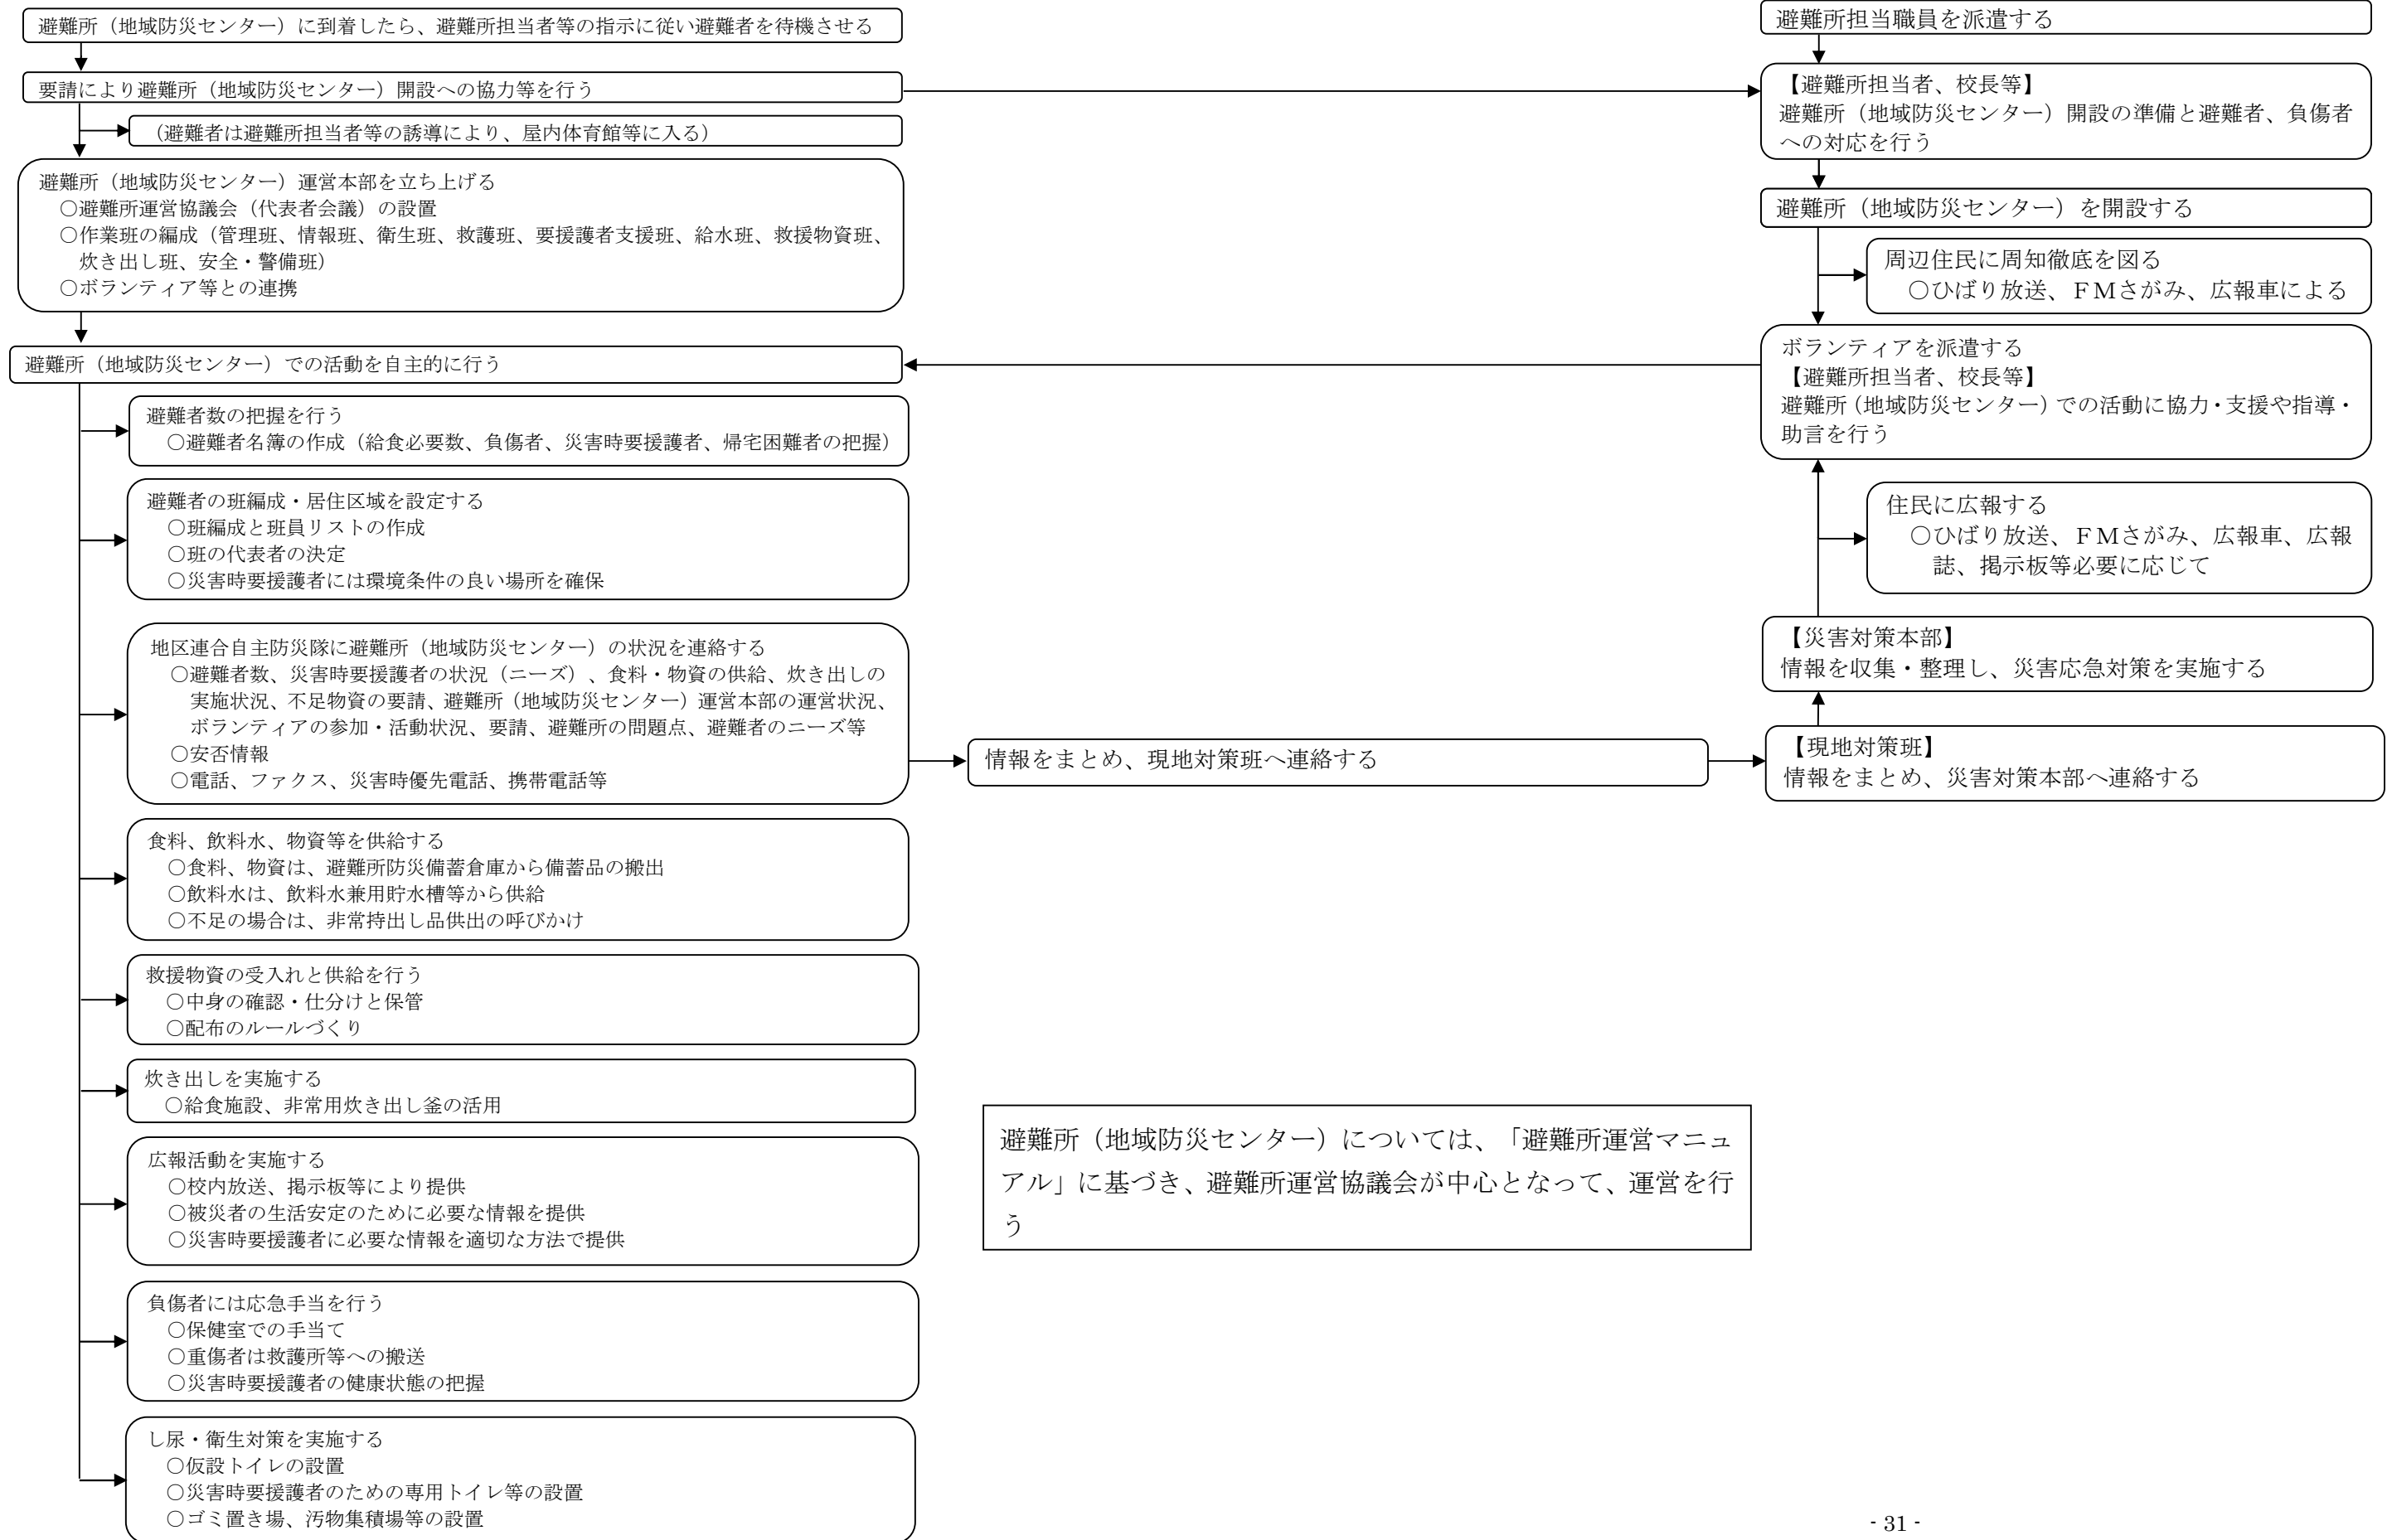 避難所（地域防災センター）に到着したら、避難所担当者等の指示に従い避難者を待機させる
要請により避難所（地域防災センター）開設への協力等を行う
（避難者は避難所担当者等の誘導により、屋内体育館等に入る）
避難所（地域防災センター）運営本部を立ち上げる
○避難所運営協議会（代表者会議）の設置
○作業班の編成（管理班、情報班、衛生班、救護班、要援護者支援班、給水班、救援物資班、
炊き出し班、安全・警備班）
○ボランティア等との連携
避難所（地域防災センター）での活動を自主的に行う
避難者数の把握を行う
○避難者名簿の作成（給食必要数、負傷者、災害時要援護者、帰宅困難者の把握）
避難者の班編成・居住区域を設定する
○班編成と班員リストの作成
○班の代表者の決定
○災害時要援護者には環境条件の良い場所を確保
地区連合自主防災隊に避難所（地域防災センター）の状況を連絡する
○避難者数、災害時要援護者の状況（ニーズ）、食料・物資の供給、炊き出しの
実施状況、不足物資の要請、避難所（地域防災センター）運営本部の運営状況、
ボランティアの参加・活動状況、要請、避難所の問題点、避難者のニーズ等
○安否情報
○電話、ファクス、災害時優先電話、携帯電話等
食料、飲料水、物資等を供給する
○食料、物資は、避難所防災備蓄倉庫から備蓄品の搬出
○飲料水は、飲料水兼用貯水槽等から供給
○不足の場合は、非常持出し品供出の呼びかけ
救援物資の受入れと供給を行う
○中身の確認・仕分けと保管
○配布のルールづくり
炊き出しを実施する
○給食施設、非常用炊き出し釜の活用
広報活動を実施する
○校内放送、掲示板等により提供
○被災者の生活安定のために必要な情報を提供
○災害時要援護者に必要な情報を適切な方法で提供
負傷者には応急手当を行う
○保健室での手当て
○重傷者は救護所等への搬送
○災害時要援護者の健康状態の把握
し尿・衛生対策を実施する
○仮設トイレの設置
○災害時要援護者のための専用トイレ等の設置
○ゴミ置き場、汚物集積場等の設置
情報をまとめ、現地対策班へ連絡する
避難所（地域防災センター）については、「避難所運営マニュ
アル」に基づき、避難所運営協議会が中心となって、運営を行
う
避難所担当職員を派遣する
【避難所担当者、校長等】
避難所（地域防災センター）開設の準備と避難者、負傷者
への対応を行う
避難所（地域防災センター）を開設する
周辺住民に周知徹底を図る
○ひばり放送、ＦＭさがみ、広報車による
ボランティアを派遣する
【避難所担当者、校長等】
避難所（地域防災センター）での活動に協力・支援や指導・
助言を行う
住民に広報する
○ひばり放送、ＦＭさがみ、広報車、広報
誌、掲示板等必要に応じて
【災害対策本部】
情報を収集・整理し、災害応急対策を実施する
【現地対策班】
情報をまとめ、災害対策本部へ連絡する
- 31 -